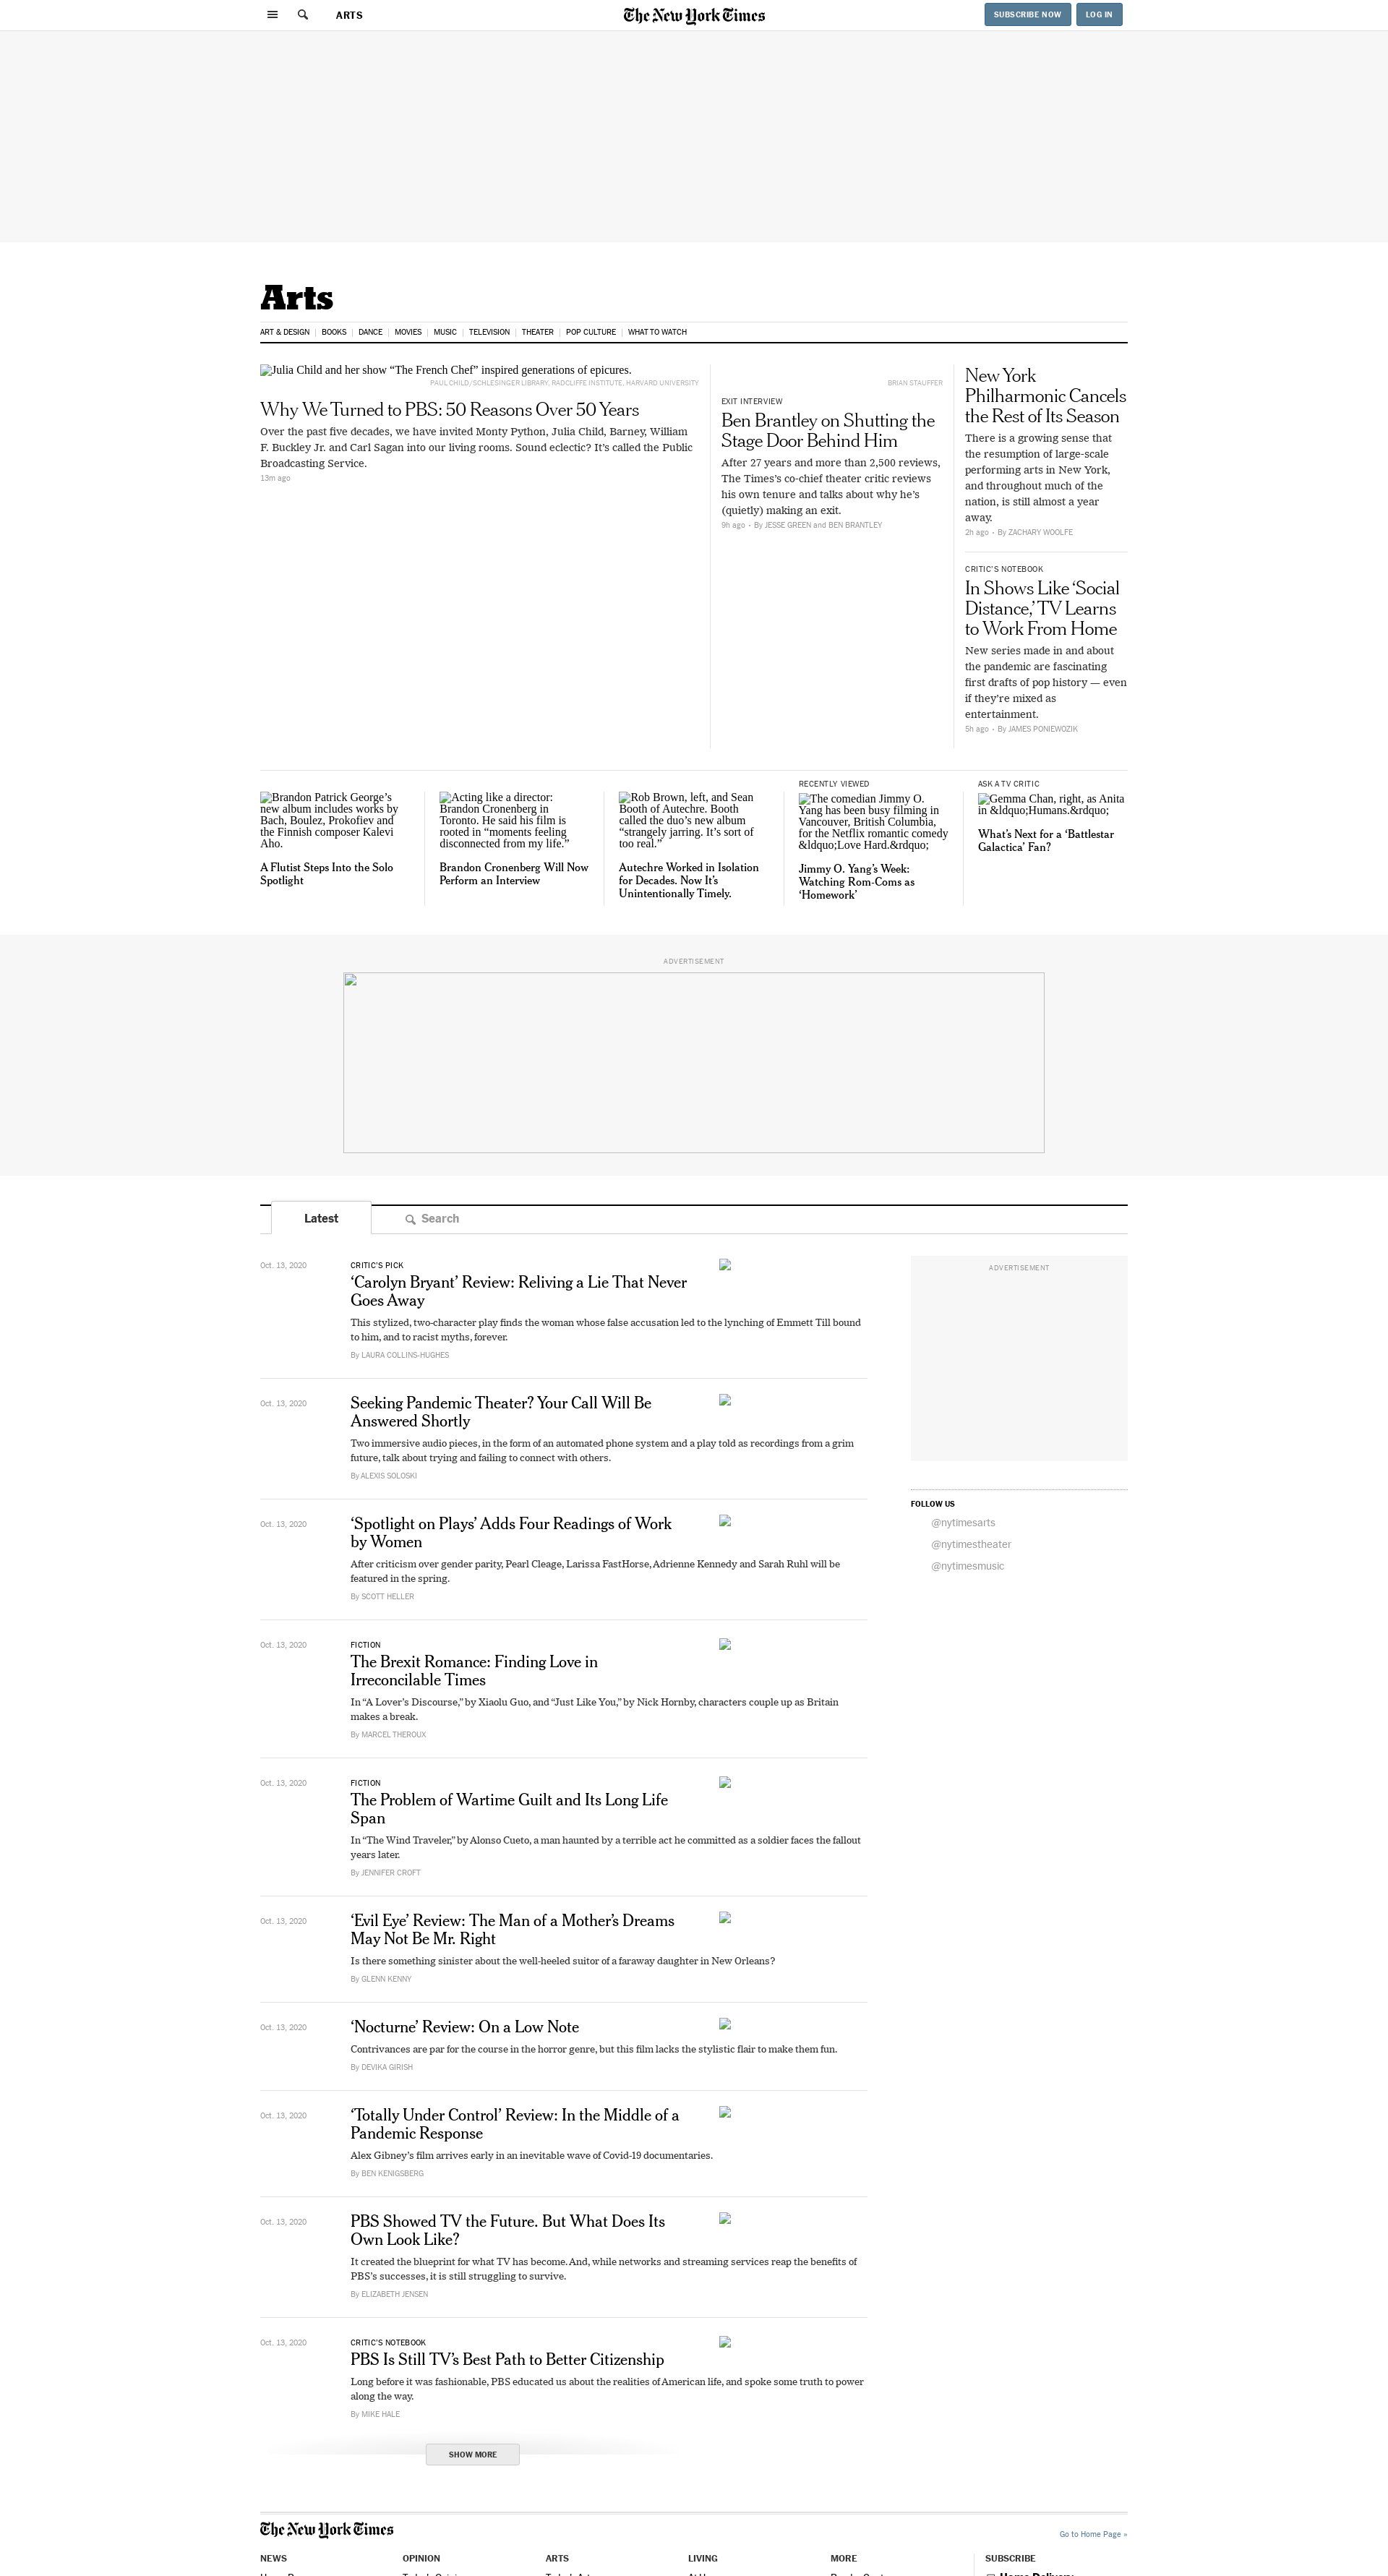 ARTS
The New York Times
SUBSCRIBE NOW
LOG IN
Arts
ART & DESIGN
BOOKS
DANCE
MOVIES
MUSIC
TELEVISION
THEATER
POP CULTURE
WHAT TO WATCH
Julia Child and her show “The French Chef” inspired generations of epicures.
PAUL CHILD/SCHLESINGER LIBRARY, RADCLIFFE INSTITUTE, HARVARD UNIVERSITY
Why We Turned to PBS: 50 Reasons Over 50 Years
Over the past five decades, we have invited Monty Python, Julia Child, Barney, William
F. Buckley Jr. and Carl Sagan into our living rooms. Sound eclectic? It’s called the Public
Broadcasting Service.
13m ago
BRIAN STAUFFER
EXIT INTERVIEW
Ben Brantley on Shutting the
Stage Door Behind Him
After 27 years and more than 2,500 reviews,
The Times’s co-chief theater critic reviews
his own tenure and talks about why he’s
(quietly) making an exit.
9h ago • By JESSE GREEN and BEN BRANTLEY
New York
Philharmonic Cancels
the Rest of Its Season
There is a growing sense that
the resumption of large-scale
performing arts in New York,
and throughout much of the
nation, is still almost a year
away.
2h ago • By ZACHARY WOOLFE
CRITIC’S NOTEBOOK
In Shows Like ‘Social
Distance,’ TV Learns
to Work From Home
New series made in and about
the pandemic are fascinating
first drafts of pop history — even
if they’re mixed as
entertainment.
5h ago • By JAMES PONIEWOZIK
Brandon Patrick George’s
new album includes works by
Bach, Boulez, Prokofiev and
the Finnish composer Kalevi
Aho.
A Flutist Steps Into the Solo
Spotlight
Acting like a director:
Brandon Cronenberg in
Toronto. He said his film is
rooted in “moments feeling
disconnected from my life.”
Brandon Cronenberg Will Now
Perform an Interview
Rob Brown, left, and Sean
Booth of Autechre. Booth
called the duo’s new album
“strangely jarring. It’s sort of
too real.”
Autechre Worked in Isolation
for Decades. Now It’s
Unintentionally Timely.
RECENTLY VIEWED
The comedian Jimmy O.
Yang has been busy filming in
Vancouver, British Columbia,
for the Netflix romantic comedy
&ldquo;Love Hard.&rdquo;
Jimmy O. Yang’s Week:
Watching Rom-Coms as
‘Homework’
ASK A TV CRITIC
Gemma Chan, right, as Anita
in &ldquo;Humans.&rdquo;
What’s Next for a ‘Battlestar
Galactica’ Fan?
ADVERTISEMENT
Latest
Search
Oct. 13, 2020
CRITIC’S PICK
‘Carolyn Bryant’ Review: Reliving a Lie That Never
Goes Away
This stylized, two-character play finds the woman whose false accusation led to the lynching of Emmett Till bound
to him, and to racist myths, forever.
By LAURA COLLINS-HUGHES
Oct. 13, 2020
Seeking Pandemic Theater? Your Call Will Be
Answered Shortly
Two immersive audio pieces, in the form of an automated phone system and a play told as recordings from a grim
future, talk about trying and failing to connect with others.
By ALEXIS SOLOSKI
Oct. 13, 2020
‘Spotlight on Plays’ Adds Four Readings of Work
by Women
After criticism over gender parity, Pearl Cleage, Larissa FastHorse, Adrienne Kennedy and Sarah Ruhl will be
featured in the spring.
By SCOTT HELLER
Oct. 13, 2020
FICTION
The Brexit Romance: Finding Love in
Irreconcilable Times
In “A Lover’s Discourse,” by Xiaolu Guo, and “Just Like You,” by Nick Hornby, characters couple up as Britain
makes a break.
By MARCEL THEROUX
Oct. 13, 2020
FICTION
The Problem of Wartime Guilt and Its Long Life
Span
In “The Wind Traveler,” by Alonso Cueto, a man haunted by a terrible act he committed as a soldier faces the fallout
years later.
By JENNIFER CROFT
Oct. 13, 2020
‘Evil Eye’ Review: The Man of a Mother’s Dreams
May Not Be Mr. Right
Is there something sinister about the well-heeled suitor of a faraway daughter in New Orleans?
By GLENN KENNY
Oct. 13, 2020
‘Nocturne’ Review: On a Low Note
Contrivances are par for the course in the horror genre, but this film lacks the stylistic flair to make them fun.
By DEVIKA GIRISH
Oct. 13, 2020
‘Totally Under Control’ Review: In the Middle of a
Pandemic Response
Alex Gibney’s film arrives early in an inevitable wave of Covid-19 documentaries.
By BEN KENIGSBERG
Oct. 13, 2020
PBS Showed TV the Future. But What Does Its
Own Look Like?
It created the blueprint for what TV has become. And, while networks and streaming services reap the benefits of
PBS’s successes, it is still struggling to survive.
By ELIZABETH JENSEN
Oct. 13, 2020
CRITIC’S NOTEBOOK
PBS Is Still TV’s Best Path to Better Citizenship
Long before it was fashionable, PBS educated us about the realities of American life, and spoke some truth to power
along the way.
By MIKE HALE
SHOW MORE
ADVERTISEMENT
FOLLOW US
@nytimesarts
@nytimestheater
@nytimesmusic
The New York Times
Go to Home Page »
NEWS
OPINION
ARTS
LIVING
MORE
SUBSCRIBE